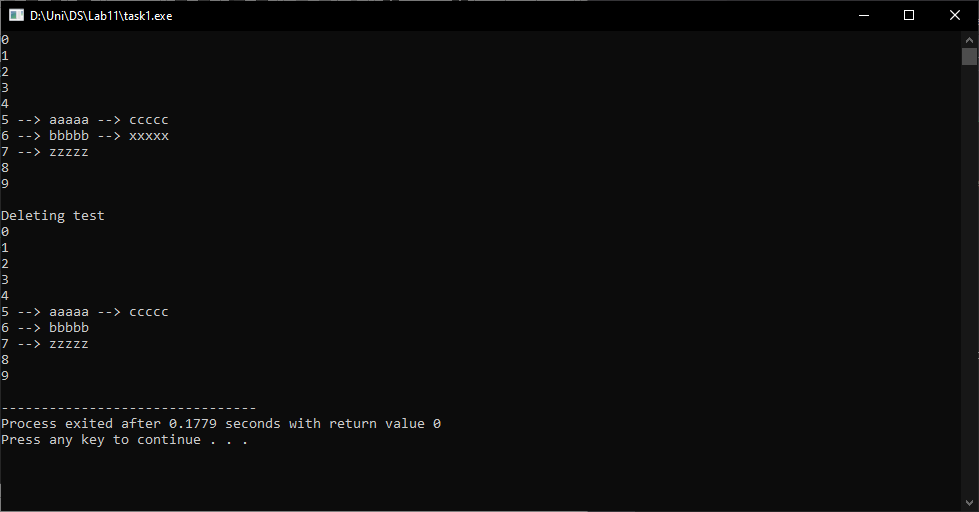 D:\Uni\DS\Lab11\task1.exe
0
1
2
3
4
5 --> aaaaa --> ccccc
6 --> bbbbb --> xxxxx
7 --> zzzzz
8
9
Deleting test
0
1
2
3
4
5 --> aaaaa --> ccccc
6 --> bbbbb
7 --> zzzzz
8
9
--------------------------------
Process exited after 0.1779 seconds with return value 0
Press any key to continue . . .